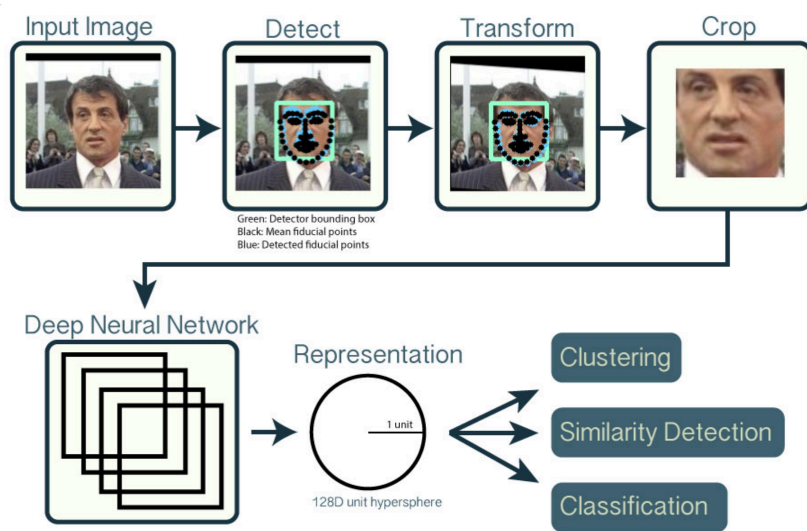 Input Image
Detect
Transform
Crop
Green: Detector bounding box
Black: Mean fiducial points
Blue: Detected fiducial points
Deep Neural Network
Representation
1 unit
128D unit hypersphere
Clustering
Similarity Detection
Classification